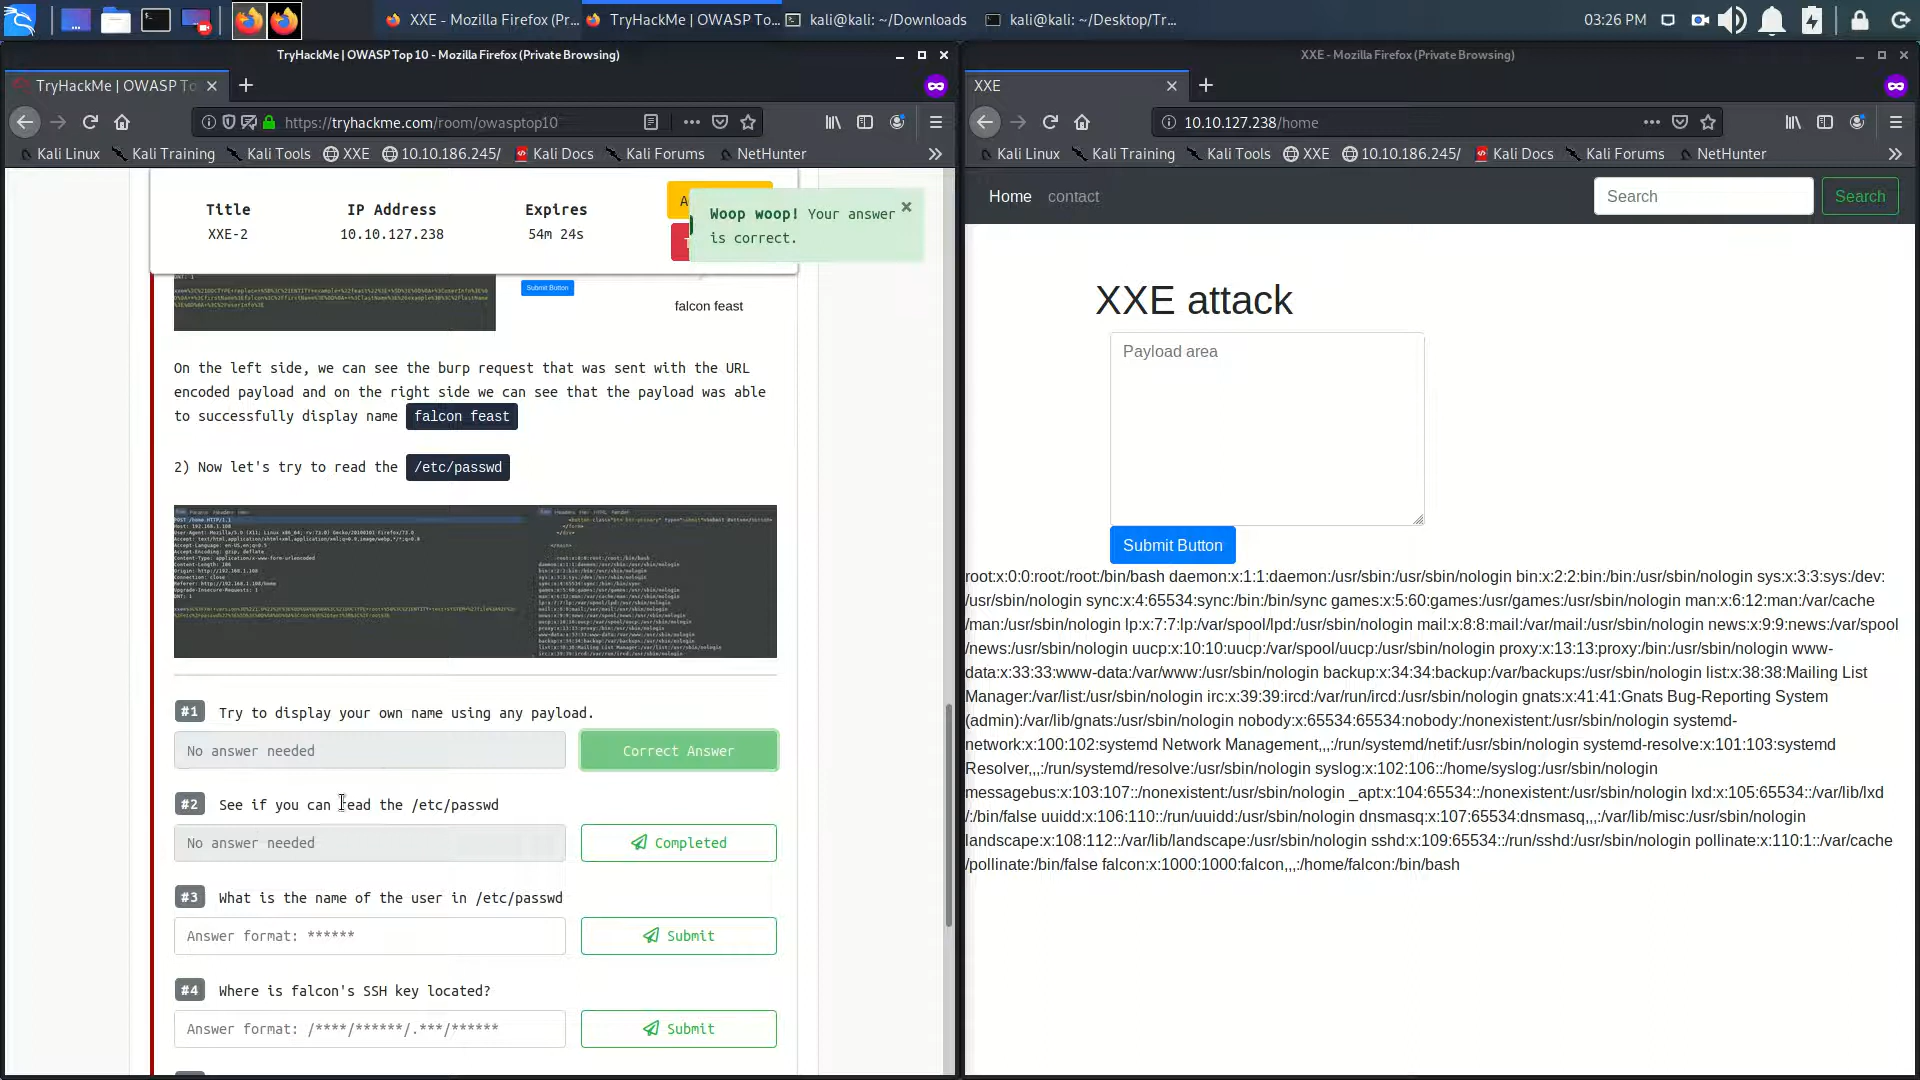 XXE - Mozilla Firefox (Pr...
TryHackMe | OWASP To...
kali@kali: ~/Downloads
kali@kali: ~/Desktop/Tr...
03:26 PM
TryHackMe | OWASP Top 10 - Mozilla Firefox (Private Browsing)
TryHackMe | OWASP To
https://tryhackme.com/room/owasptop10
Kali Linux
Kali Training
Kali Tools
XXE
10.10.186.245/
Kali Docs
Kali Forums
NetHunter
Title
IP Address
Expires
XXE-2
10.10.127.238
54m 24s
A
Woop woop! Your answer
is correct.
Submit Button
falcon feast
On the left side, we can see the burp request that was sent with the URL
encoded payload and on the right side we can see that the payload was able
to successfully display name falcon feast
2) Now let's try to read the /etc/passwd
#1 Try to display your own name using any payload.
No answer needed
Correct Answer
#2 See if you can read the /etc/passwd
No answer needed
Completed
#3 What is the name of the user in /etc/passwd
Answer format: ******
Submit
#4 Where is falcon's SSH key located?
Answer format: /****/******/.***/******
Submit
XXE - Mozilla Firefox (Private Browsing)
XXE
10.10.127.238/home
Kali Linux
Kali Training
Kali Tools
XXE
10.10.186.245/
Kali Docs
Kali Forums
NetHunter
Home
contact
Search
Search
XXE attack
Payload area
Submit Button
root:x:0:0:root:/root:/bin/bash daemon:x:1:1:daemon:/usr/sbin:/usr/sbin/nologin bin:x:2:2:bin:/bin:/usr/sbin/nologin sys:x:3:3:sys:/dev:
/usr/sbin/nologin sync:x:4:65534:sync:/bin:/bin/sync games:x:5:60:games:/usr/games:/usr/sbin/nologin man:x:6:12:man:/var/cache
/man:/usr/sbin/nologin lp:x:7:7:lp:/var/spool/lpd:/usr/sbin/nologin mail:x:8:8:mail:/var/mail:/usr/sbin/nologin news:x:9:9:news:/var/spool
/news:/usr/sbin/nologin uucp:x:10:10:uucp:/var/spool/uucp:/usr/sbin/nologin proxy:x:13:13:proxy:/bin:/usr/sbin/nologin www-
data:x:33:33:www-data:/var/www:/usr/sbin/nologin backup:x:34:34:backup:/var/backups:/usr/sbin/nologin list:x:38:38:Mailing List
Manager:/var/list:/usr/sbin/nologin irc:x:39:39:ircd:/var/run/ircd:/usr/sbin/nologin gnats:x:41:41:Gnats Bug-Reporting System
(admin):/var/lib/gnats:/usr/sbin/nologin nobody:x:65534:65534:nobody:/nonexistent:/usr/sbin/nologin systemd-
network:x:100:102:systemd Network Management,,,:/run/systemd/netif:/usr/sbin/nologin systemd-resolve:x:101:103:systemd
Resolver,,,:/run/systemd/resolve:/usr/sbin/nologin syslog:x:102:106::/home/syslog:/usr/sbin/nologin
messagebus:x:103:107::/nonexistent:/usr/sbin/nologin _apt:x:104:65534::/nonexistent:/usr/sbin/nologin lxd:x:105:65534::/var/lib/lxd
/:/bin/false uuidd:x:106:110::/run/uuidd:/usr/sbin/nologin dnsmasq:x:107:65534:dnsmasq,,,:/var/lib/misc:/usr/sbin/nologin
landscape:x:108:112::/var/lib/landscape:/usr/sbin/nologin sshd:x:109:65534::/run/sshd:/usr/sbin/nologin pollinate:x:110:1::/var/cache
/pollinate:/bin/false falcon:x:1000:1000:falcon,,,:/home/falcon:/bin/bash